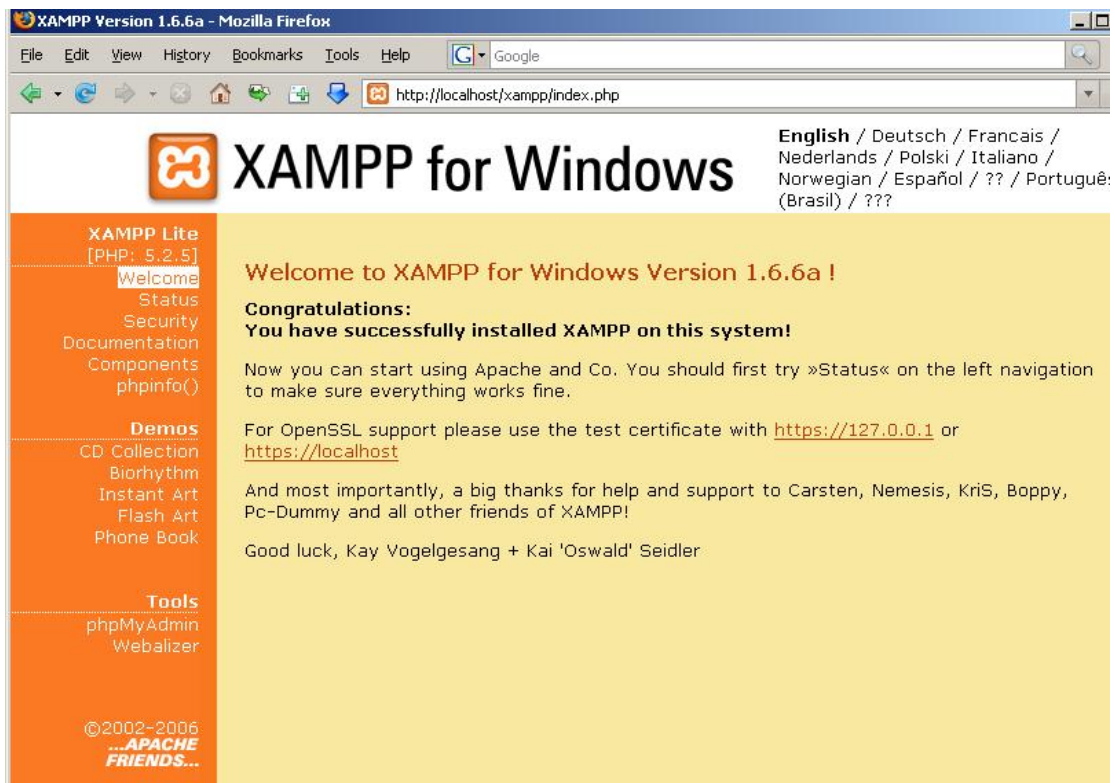 XAMPP Version 1.6.6a - Mozilla Firefox
File Edit View History Bookmarks Tools Help G Google
http://localhost/xampp/index.php
XAMPP for Windows
English / Deutsch / Francais /
Nederlands / Polski / Italiano /
Norwegian / Español / ?? / Português
(Brasil) / ???
XAMPP Lite
[PHP: 5.2.5]
Welcome
Status
Security
Documentation
Components
phpinfo()
Demos
CD Collection
Biorhythm
Instant Art
Flash Art
Phone Book
Tools
phpMyAdmin
Webalizer
©2002-2006
...APACHE
FRIENDS...
Welcome to XAMPP for Windows Version 1.6.6a !
Congratulations:
You have successfully installed XAMPP on this system!
Now you can start using Apache and Co. You should first try »Status« on the left navigation
to make sure everything works fine.
For OpenSSL support please use the test certificate with https://127.0.0.1 or
https://localhost
And most importantly, a big thanks for help and support to Carsten, Nemesis, KriS, Boppy,
Pc-Dummy and all other friends of XAMPP!
Good luck, Kay Vogelgesang + Kai 'Oswald' Seidler